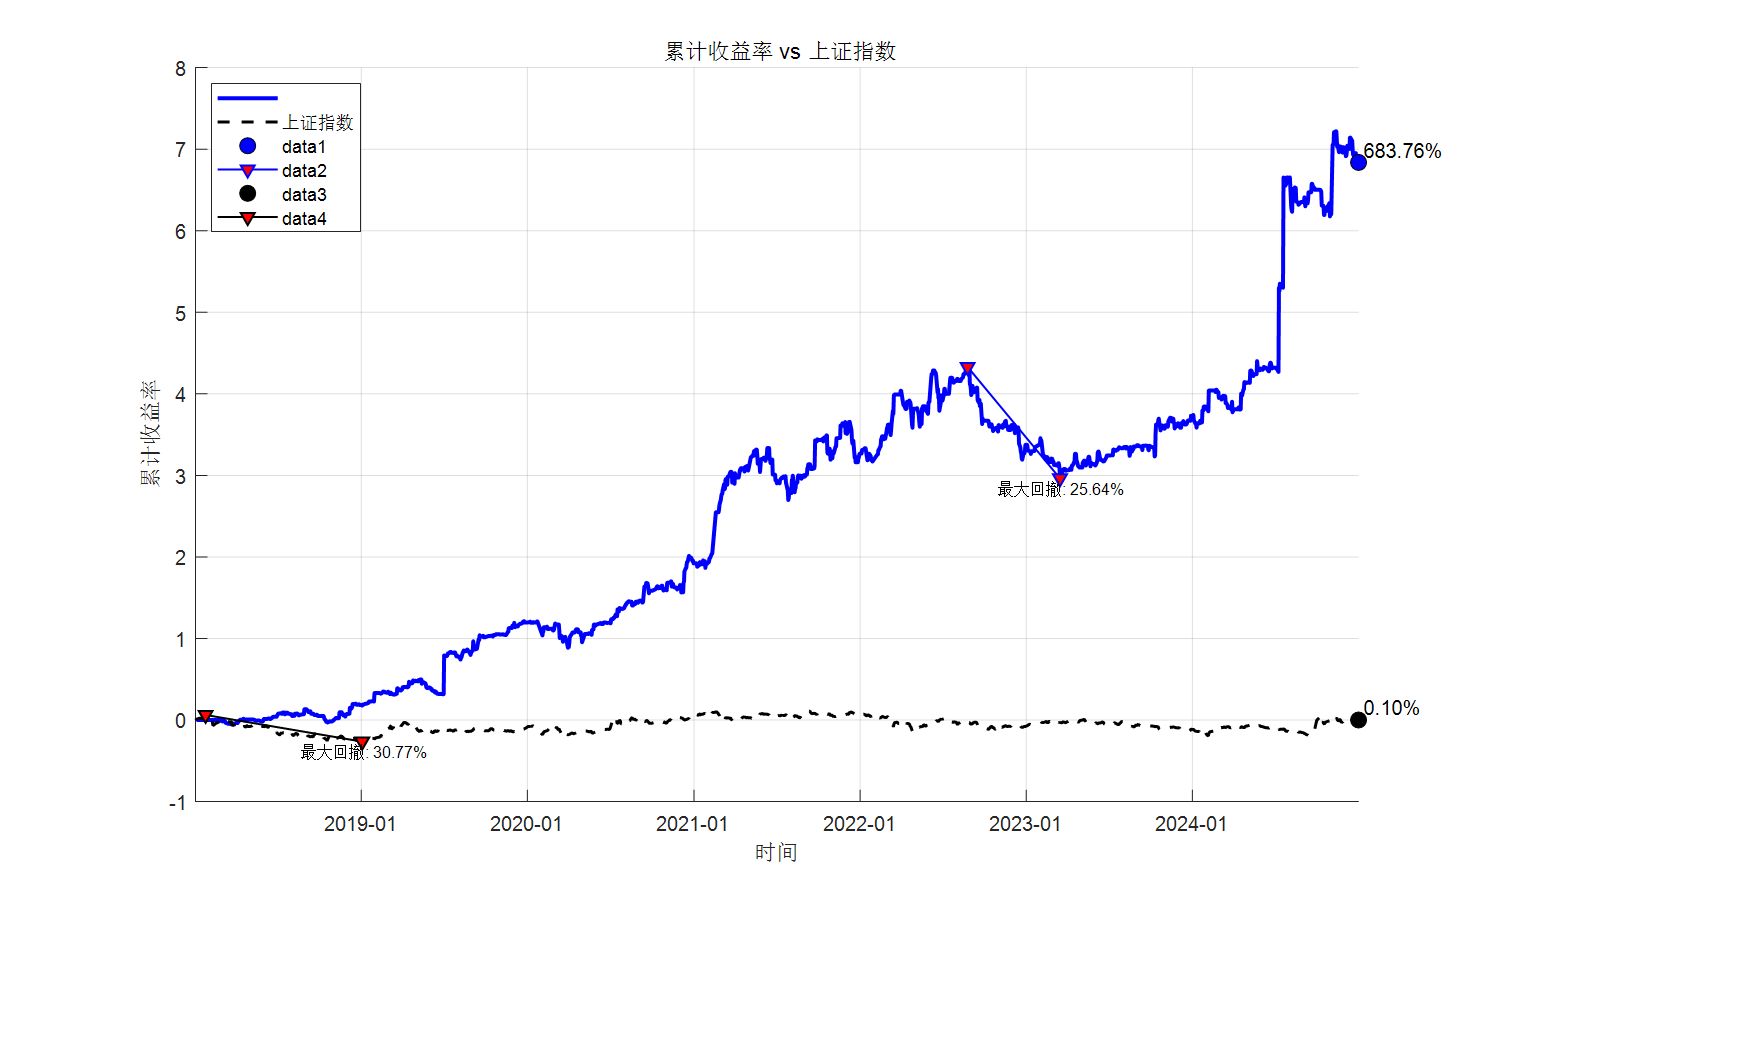 累计收益率 vs 上证指数
8
7
6
5
4
3
2
1
0
-1
累计收益率
上证指数
data1
data2
data3
data4
683.76%
最大回撤: 25.64%
0.10%
最大回撤: 30.77%
2019-01
2020-01
2021-01
2022-01
2023-01
2024-01
时间